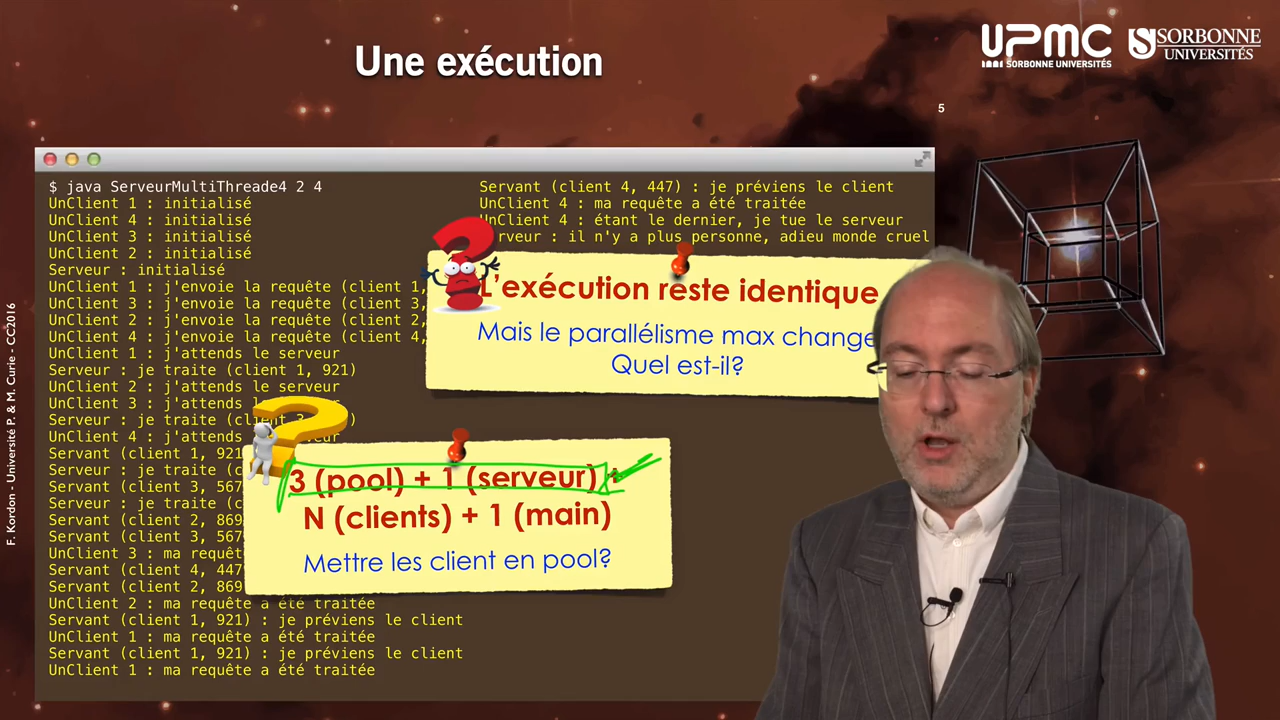 Une exécution
UPMC
SORBONNE UNIVERSITÉS
SORBONNE
UNIVERSITÉS
5
F. Kordon - Université P. & M. Curie - CC2016
$ java ServeurMultiThreade4 2 4
UnClient 1 : initialisé
UnClient 4 : initialisé
UnClient 3 : initialisé
UnClient 2 : initialisé
Serveur : initialisé
UnClient 1 : j'envoie la requête (client 1,
UnClient 3 : j'envoie la requête (client 3,
UnClient 2 : j'envoie la requête (client 2,
UnClient 4 : j'envoie la requête (client 4,
UnClient 1 : j'attends le serveur
Serveur : je traite (client 1, 921)
UnClient 2 : j'attends le serveur
UnClient 3 : j'attends
Serveur : je traite
UnClient 4 : j'attends
Servant (client 1, 921
Serveur : je traite (c
Servant (client 3, 567
Serveur : je traite (c
Servant (client 2, 869
Servant (client 3, 567
UnClient 3 : ma requêt
Servant (client 4, 447
Servant (client 2, 869
UnClient 2 : ma requête a été traitée
Servant (client 1, 921) : je préviens le client
UnClient 1 : ma requête a été traitée
Servant (client 1, 921) : je préviens le client
UnClient 1 : ma requête a été traitée
Servant (client 4, 447) : je préviens le client
UnClient 4 : ma requête a été traitée
UnClient 4 : étant le dernier, je tue le serveur
erveur : il n'y a plus personne, adieu monde cruel
L'exécution reste identique
Mais le parallélisme max change
Quel est-il?
3 (pool) + 1 (serveur) +
N (clients) + 1 (main)
Mettre les client en pool?